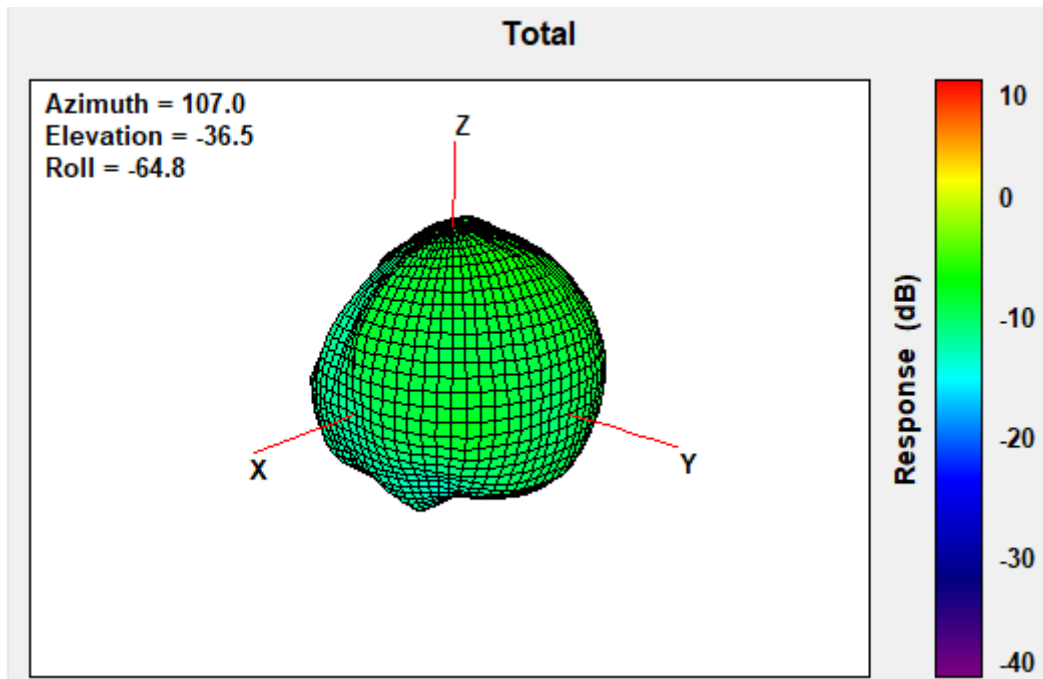 Total
Azimuth = 107.0
Elevation = -36.5
Roll = -64.8
Z
X
Y
10
0
-10
-20
-30
-40
Response (dB)